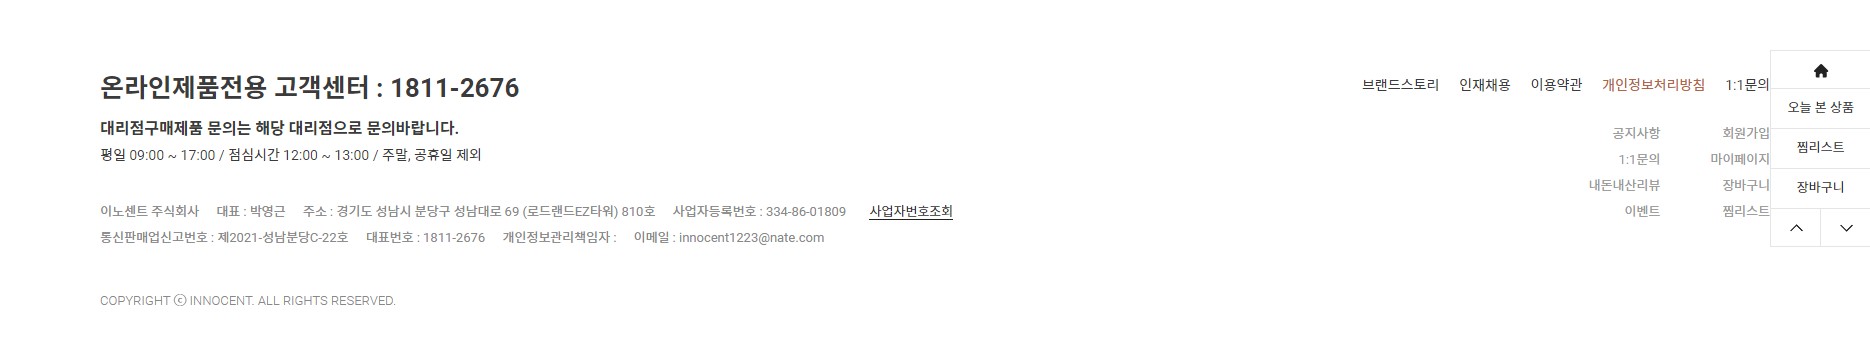 온라인제품전용 고객센터 : 1811-2676
대리점구매제품 문의는 해당 대리점으로 문의바랍니다.
평일 09:00 ~ 17:00 / 점심시간 12:00 ~ 13:00 / 주말, 공휴일 제외
이노센트 주식회사 대표 : 박영근 주소 : 경기도 성남시 분당구 성남대로 69 (로드랜드EZ타워) 810호 사업자등록번호 : 334-86-01809 사업자번호조회
통신판매업신고번호 : 제2021-성남분당C-22호 대표번호 : 1811-2676 개인정보관리책임자 : 이메일 : innocent1223@nate.com
COPYRIGHT ⓒ INNOCENT. ALL RIGHTS RESERVED.
브랜드스토리 인재채용 이용약관 개인정보처리방침 1:1문의
공지사항 회원가입
1:1문의 마이페이지
내돈내산리뷰 장바구니
이벤트 찜리스트
오늘 본 상품
찜리스트
장바구니